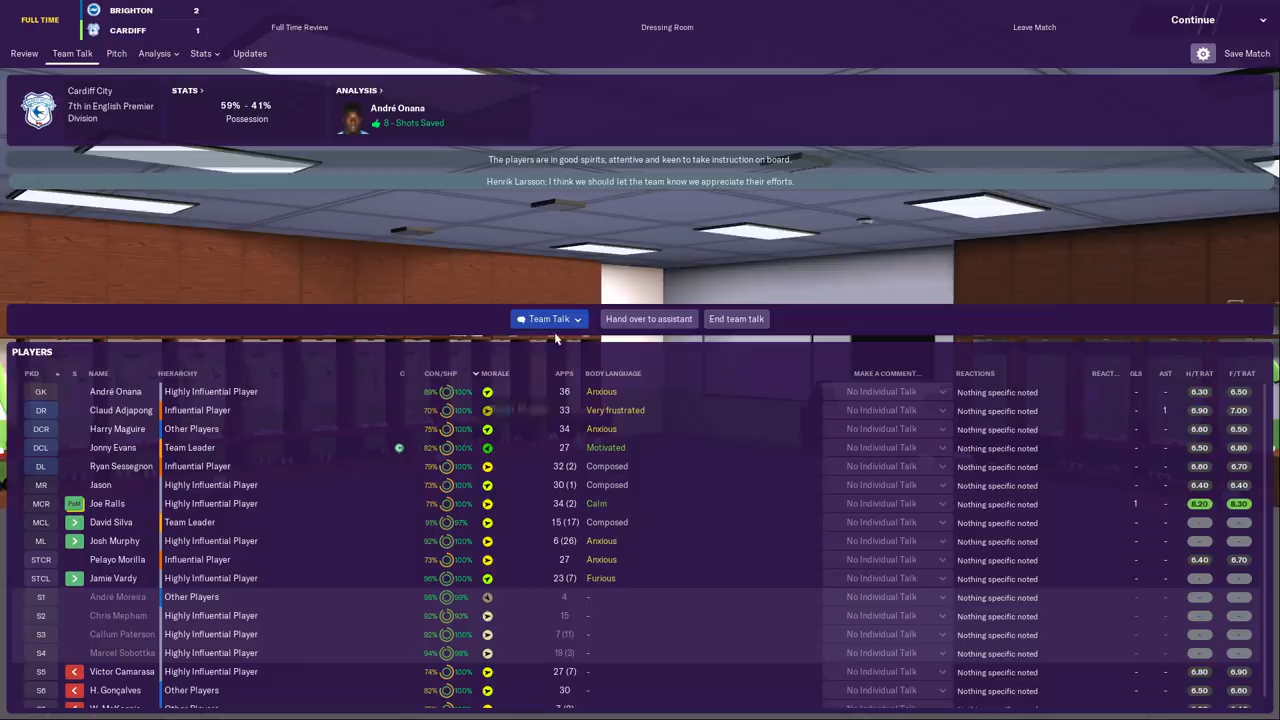 FULL TIME
BRIGHTON 2
CARDIFF 1
Full Time Review
Dressing Room
Leave Match
Continue
Review Team Talk Pitch Analysis Stats Updates
Save Match
Cardiff City
7th in English Premier
Division
STATS
59% - 41%
Possession
ANALYSIS
André Onana
8 - Shots Saved
The players are in good spirits, attentive and keen to take instruction on board.
Henrik Larsson: I think we should let the team know we appreciate their efforts.
Team Talk Hand over to assistant End team talk
PLAYERS
PKD S NAME HIERARCHY C CON/SHP MORALE APPS BODY LANGUAGE MAKE A COMMENT... REACTIONS REACT... GLS AST H/T RAT F/T RAT
GK André Onana Highly Influential Player 89% 100% 36 Anxious No Individual Talk Nothing specific noted - - 6.30 6.50
DR Claud Adjapong Influential Player 70% 100% 33 Very frustrated No Individual Talk Nothing specific noted - 1 6.90 7.00
DCR Harry Maguire Other Players 75% 100% 34 Anxious No Individual Talk Nothing specific noted - - 6.60 6.50
DCL Jonny Evans Team Leader C 82% 100% 27 Motivated No Individual Talk Nothing specific noted - - 6.50 6.80
DL Ryan Sessegnon Influential Player 79% 100% 32 (2) Composed No Individual Talk Nothing specific noted - - 6.60 6.70
MR Jason Highly Influential Player 73% 100% 30 (1) Composed No Individual Talk Nothing specific noted - - 6.40 6.40
MCR PoM Joe Ralls Highly Influential Player 71% 100% 34 (2) Calm No Individual Talk Nothing specific noted 1 - 8.20 8.30
MCL David Silva Team Leader 91% 97% 15 (17) Composed No Individual Talk Nothing specific noted - - - -
ML Josh Murphy Highly Influential Player 92% 100% 6 (26) Anxious No Individual Talk Nothing specific noted - - - -
STCR Pelayo Morilla Influential Player 73% 100% 27 Anxious No Individual Talk Nothing specific noted - - 6.40 6.70
STCL Jamie Vardy Highly Influential Player 96% 100% 23 (7) Furious No Individual Talk Nothing specific noted - - - -
S1 André Moreira Other Players 98% 99% 4 - No Individual Talk Nothing specific noted - - - -
S2 Chris Mepham Highly Influential Player 92% 93% 15 - No Individual Talk Nothing specific noted - - - -
S3 Callum Paterson Highly Influential Player 92% 100% 7 (11) - No Individual Talk Nothing specific noted - - - -
S4 Marcel Sobottka Highly Influential Player 94% 98% 19 (3) - No Individual Talk Nothing specific noted - - - -
S5 Víctor Camarasa Highly Influential Player 74% 100% 27 (7) - No Individual Talk Nothing specific noted - - 6.80 6.90
S6 H. Gonçalves Other Players 82% 100% 30 - No Individual Talk Nothing specific noted - - 6.50 6.60